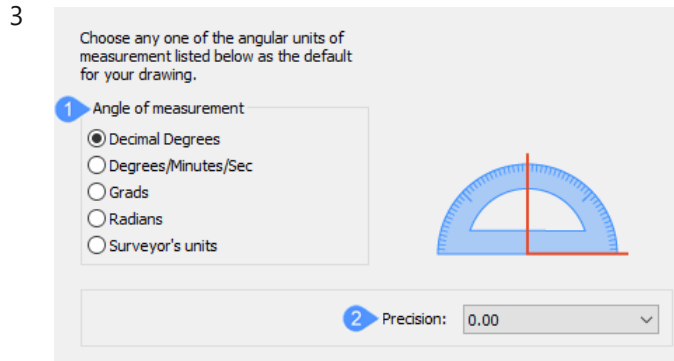 3
Choose any one of the angular units of
measurement listed below as the default
for your drawing.
1 Angle of measurement
Decimal Degrees
Degrees/Minutes/Sec
Grads
Radians
Surveyor's units
2 Precision: 0.00